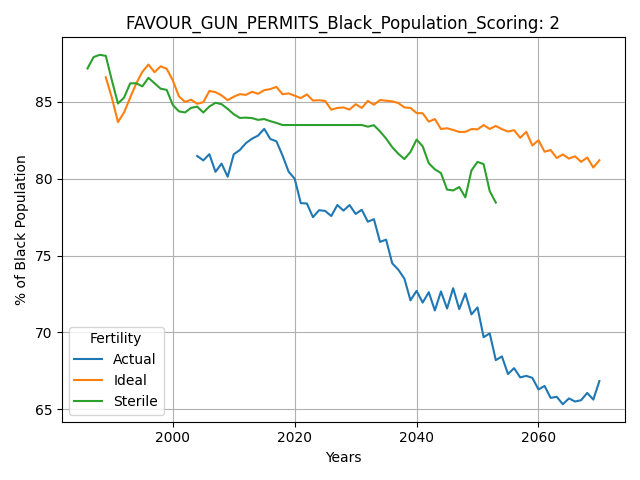 FAVOUR_GUN_PERMITS_Black_Population_Scoring: 2
% of Black Population
85
80
75
70
65
Fertility
Actual
Ideal
Sterile
2000
2020
2040
2060
Years